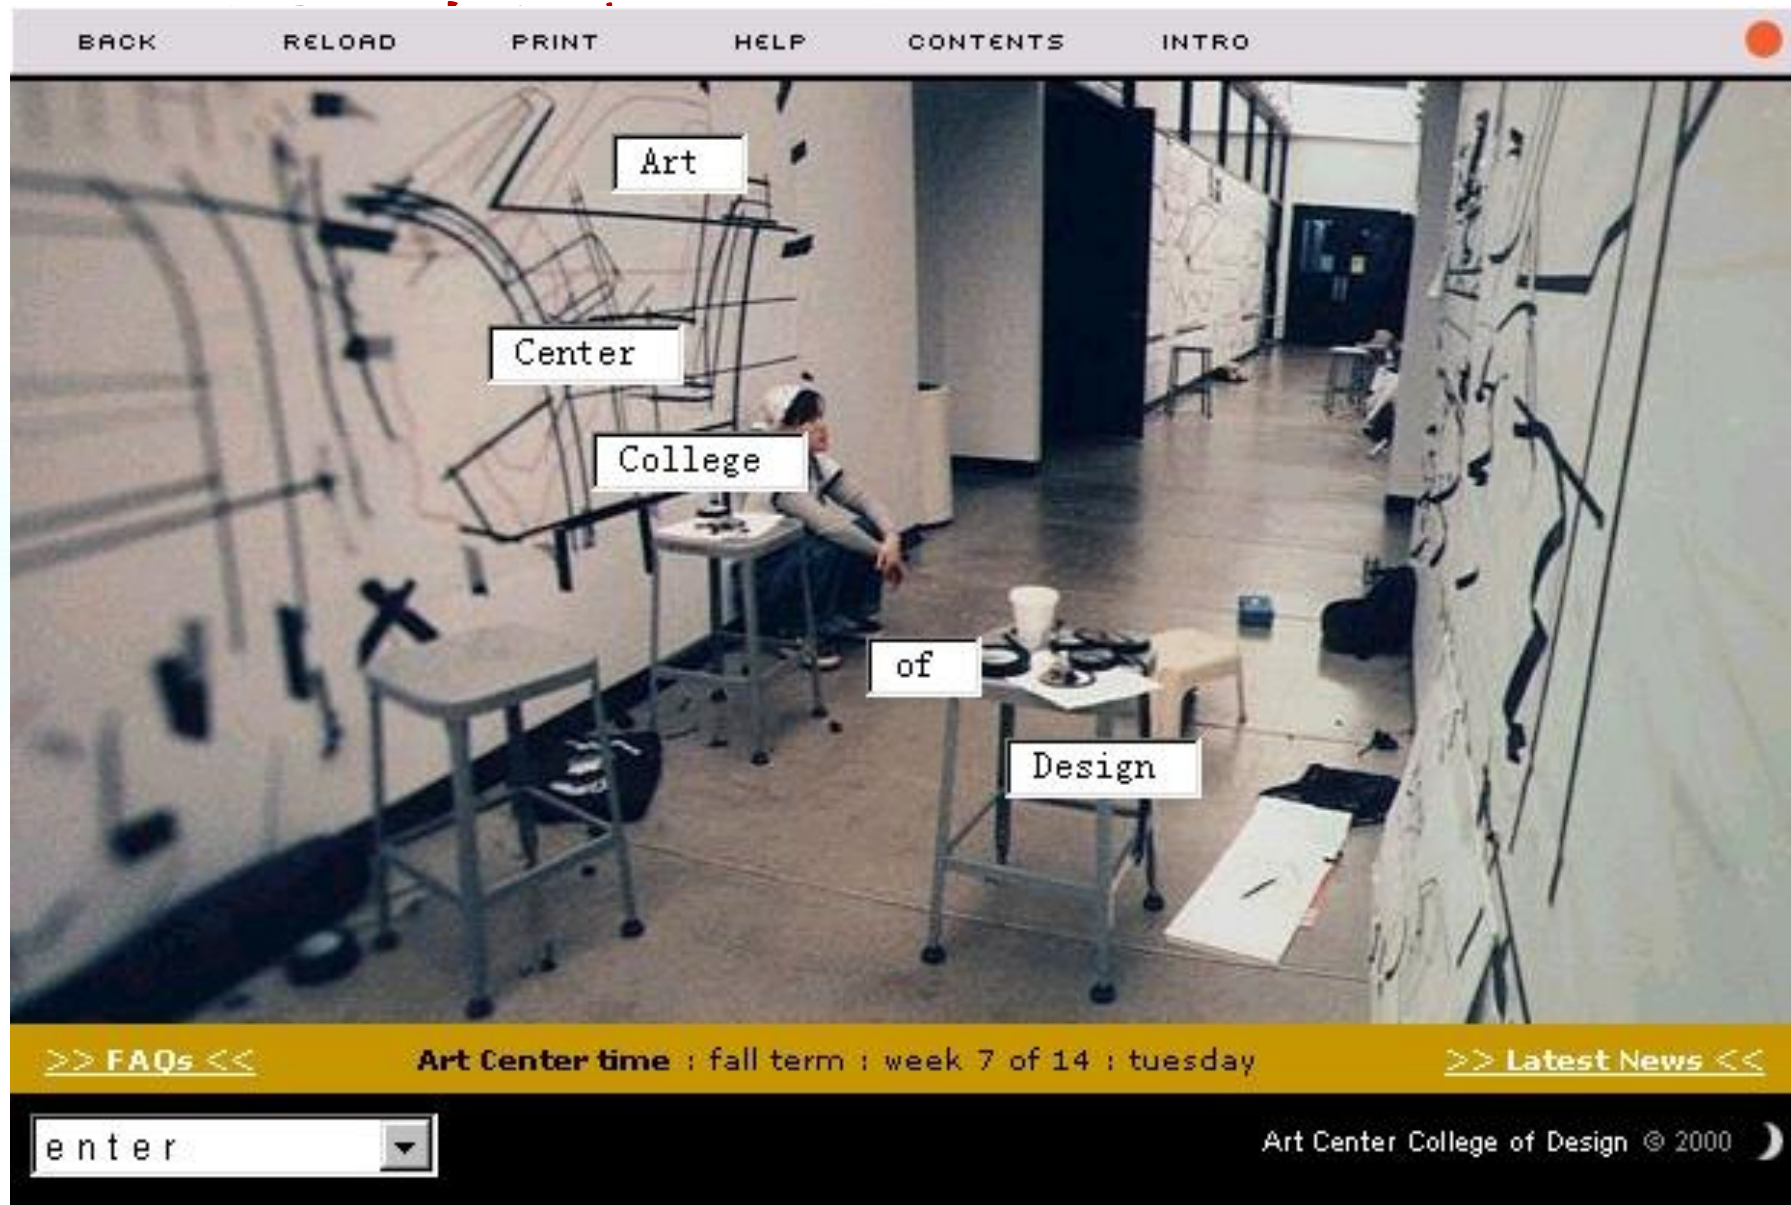 BACK RELOAD PRINT HELP CONTENTS INTRO
Art
Center
College
of
Design
>> FAQs << Art Center time : fall term : week 7 of 14 : tuesday >> Latest News <<
enter Art Center College of Design © 2000